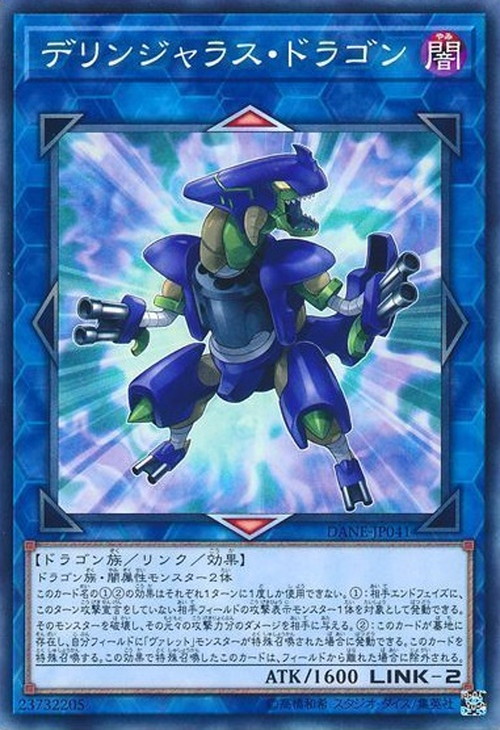 デリンジャラス・ドラゴン 闇
やみ
DANE-JP041
【ドラゴン族／リンク／効果】
ドラゴン族・闇属性モンスター2体
このカード名の①②の効果はそれぞれ1ターンに1度しか使用できない。①：相手エンドフェイズに、
このターン攻撃宣言をしていない相手フィールドの攻撃表示モンスター1体を対象として発動できる。
そのモンスターを破壊し、その元々の攻撃力分のダメージを相手に与える。②：このカードが墓地に
存在し、自分フィールドに「ヴァレット」モンスターが特殊召喚された場合に発動できる。このカードを
特殊召喚する。この効果で特殊召喚したこのカードは、フィールドから離れた場合に除外される。
ATK/1600 LINK-2
23732205
©高橋和希 スタジオ・ダイス/集英社